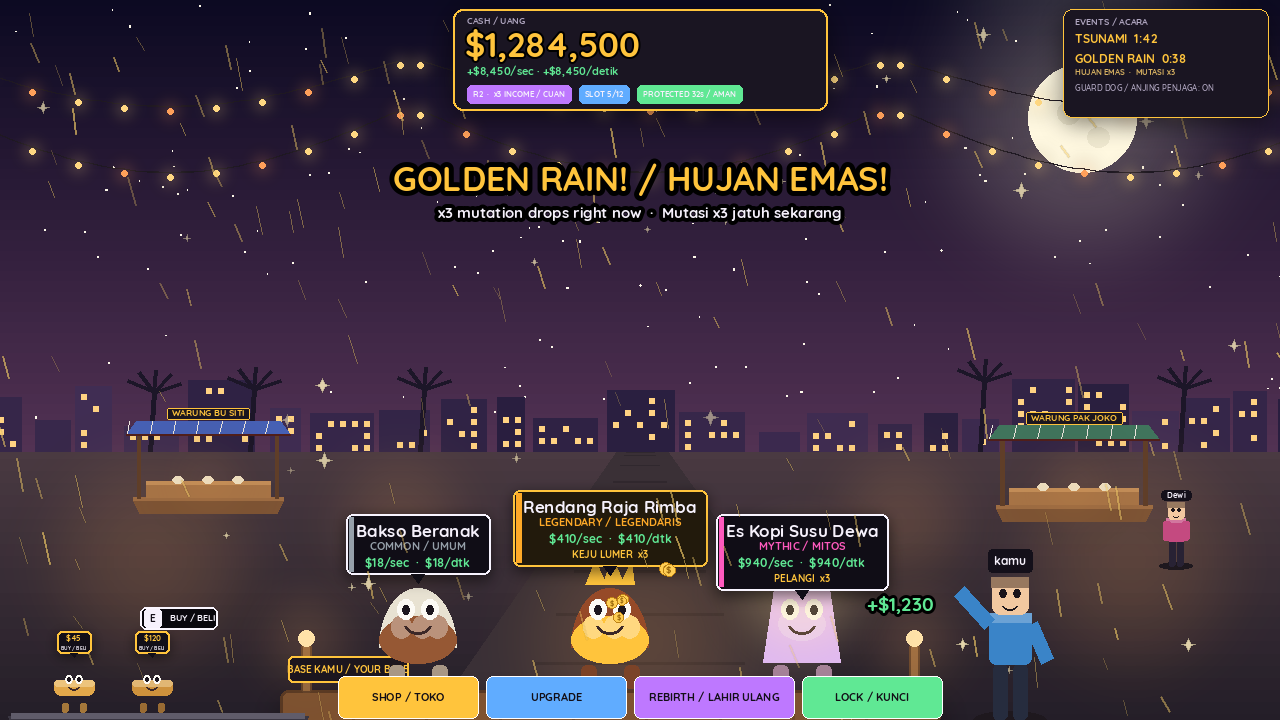 CASH / UANG
$1,284,500
+$8,450/sec · +$8,450/detik
R2 · x3 INCOME / CUAN
SLOT 5/12
PROTECTED 32s / AMAN
EVENTS / ACARA
TSUNAMI 1:42
GOLDEN RAIN 0:38
HUJAN EMAS · MUTASI x3
GUARD DOG / ANJING PENJAGA: ON
GOLDEN RAIN! / HUJAN EMAS!
x3 mutation drops right now · Mutasi x3 jatuh sekarang
WARUNG BU SITI
WARUNG PAK JOKO
Dewi
Bakso Beranak
COMMON / UMUM
$18/sec · $18/dtk
Rendang Raja Rimba
LEGENDARY / LEGENDARIS
$410/sec · $410/dtk
KEJU LUMER x3
Es Kopi Susu Dewa
MYTHIC / MITOS
$940/sec · $940/dtk
PELANGI x3
kamu
+$1,230
E BUY / BELI
$45
BUY / BELI
$120
BUY / BELI
BASE KAMU / YOUR BASE
SHOP / TOKO
UPGRADE
REBIRTH / LAHIR ULANG
LOCK / KUNCI